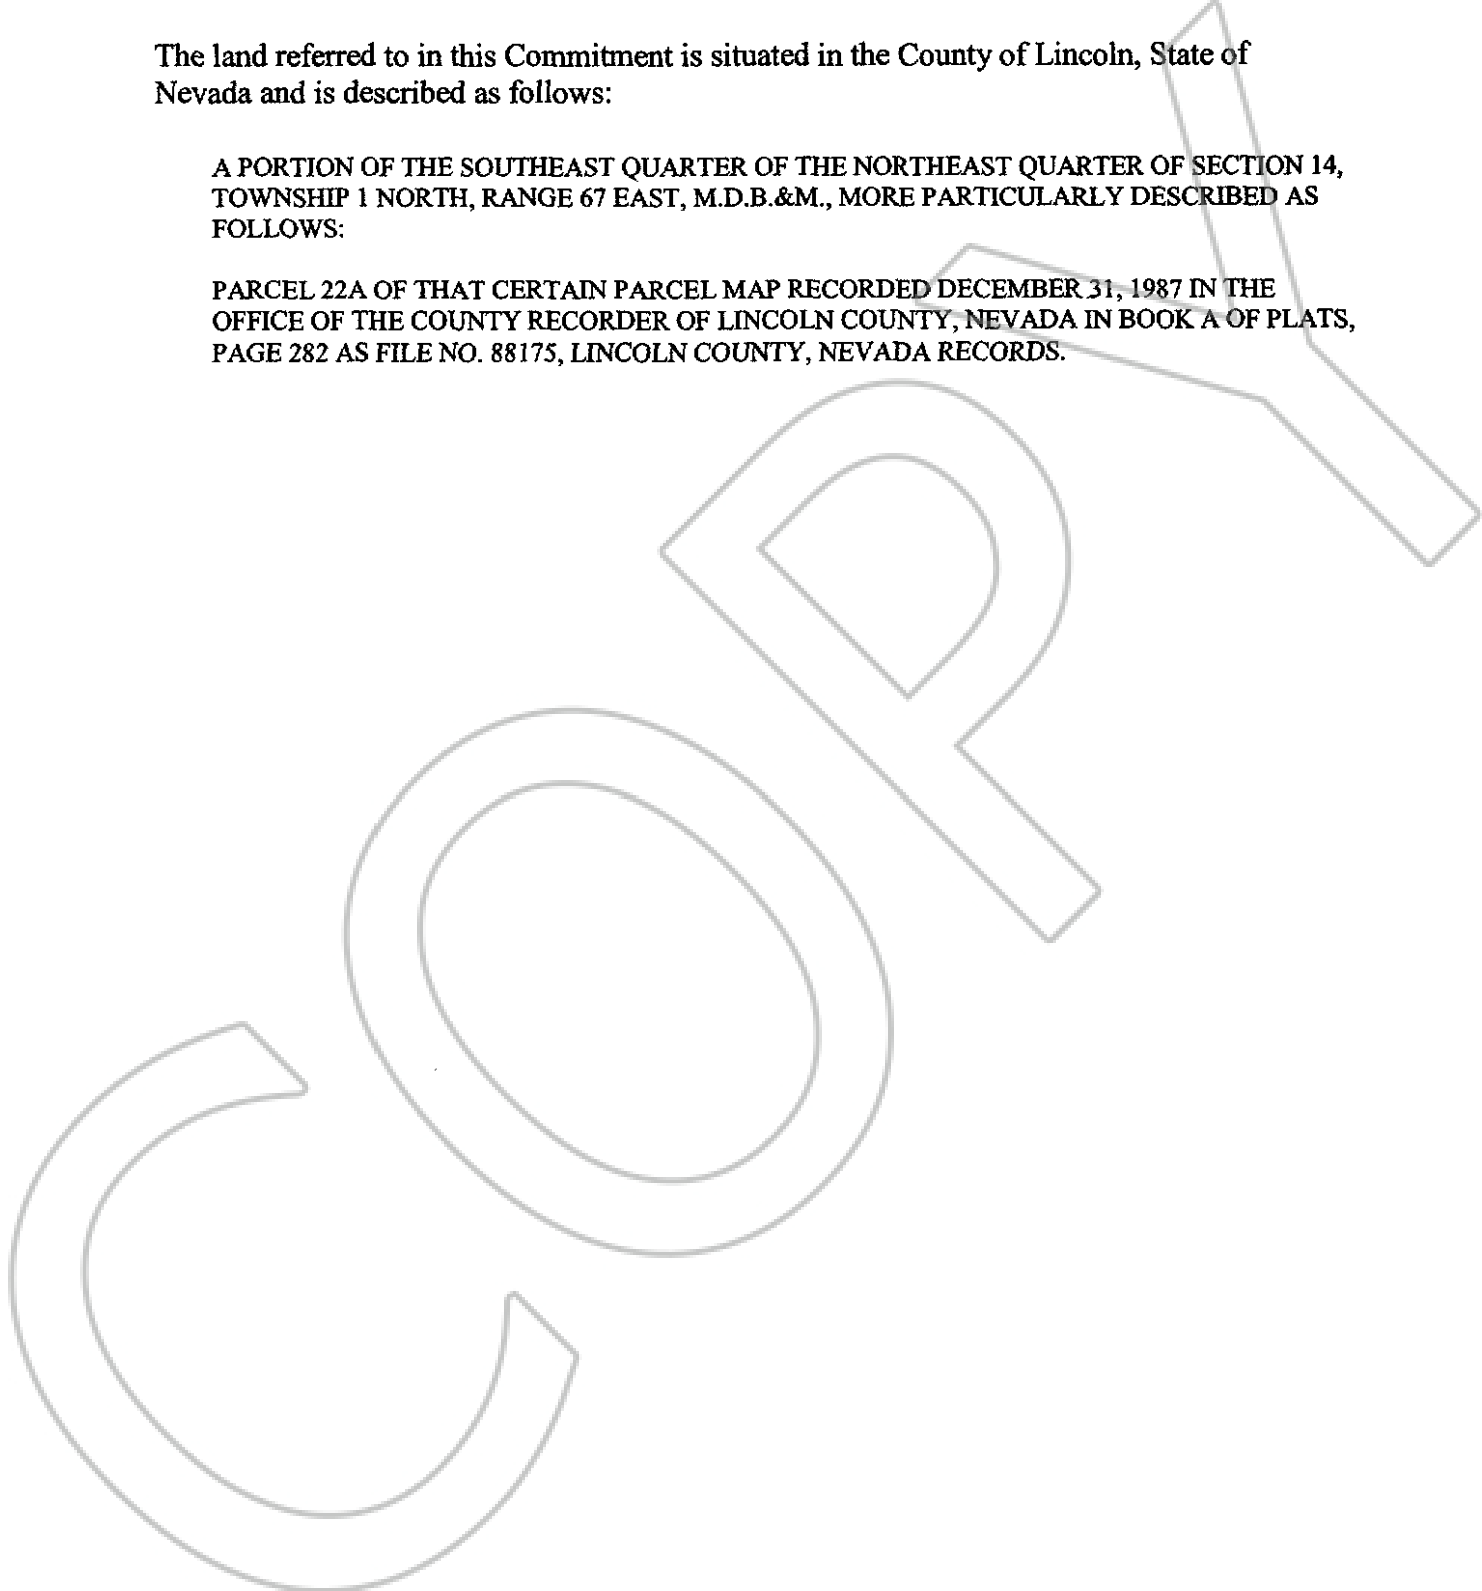 The land referred to in this Commitment is situated in the County of Lincoln, State of
Nevada and is described as follows:
A PORTION OF THE SOUTHEAST QUARTER OF THE NORTHEAST QUARTER OF SECTION 14,
TOWNSHIP 1 NORTH, RANGE 67 EAST, M.D.B.&M., MORE PARTICULARLY DESCRIBED AS
FOLLOWS:
PARCEL 22A OF THAT CERTAIN PARCEL MAP RECORDED DECEMBER 31, 1987 IN THE
OFFICE OF THE COUNTY RECORDER OF LINCOLN COUNTY, NEVADA IN BOOK A OF PLATS,
PAGE 282 AS FILE NO. 88175, LINCOLN COUNTY, NEVADA RECORDS.
COPY